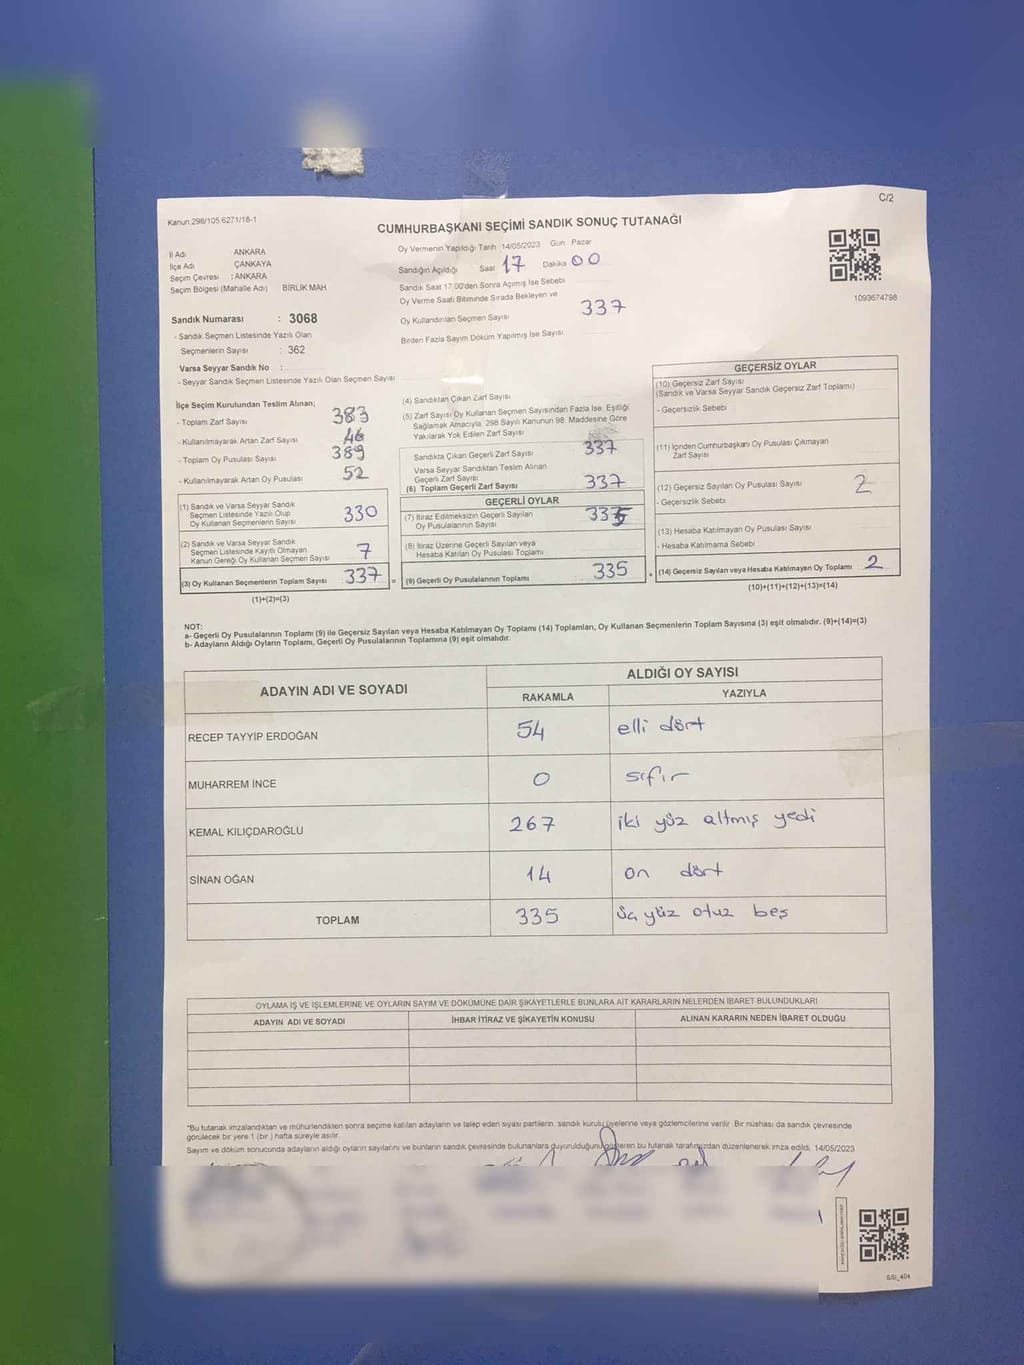 C/2
Kanun 298/105 6271/18-1
CUMHURBAŞKANI SEÇİMİ SANDIK SONUÇ TUTANAĞI
İl Adı ANKARA
İlçe Adı ÇANKAYA
Seçim Çevresi : ANKARA
Seçim Bölgesi (Mahalle Adı) BİRLİK MAH
Sandık Numarası : 3068
- Sandık Seçmen Listesinde Yazılı Olan
Seçmenlerin Sayısı : 362
Varsa Seyyar Sandık No :
- Seyyar Sandık Seçmen Listesinde Yazılı Olan Seçmen Sayısı
Oy Vermenin Yapıldığı Tarih 14/05/2023 Gün Pazar
Sandığın Açıldığı Saat 17 Dakika 00
Sandık Saat 17:00'den Sonra Açımış İse Sebebi
Oy Verme Saati Bitiminde Sırada Bekleyen ve
Oy Kullandırılan Seçmen Sayısı 337
Birden Fazla Sayım Döküm Yapılmış İse Sayısı
1093674798
İlçe Seçim Kurulundan Teslim Alınan;
- Toplam Zarf Sayısı 383
- Kullanılmayarak Artan Zarf Sayısı 46
- Toplam Oy Pusulası Sayısı 389
- Kullanılmayarak Artan Oy Pusulası 52
(1) Sandık ve Varsa Seyyar Sandık
Seçmen Listesinde Yazılı Olup
Oy Kullanan Seçmenlerin Sayısı 330
(2) Sandık ve Varsa Seyyar Sandık
Seçmen Listesinde Kayıtlı Olmayan
Kanun Gereği Oy Kullanan Seçmen Sayısı 7
(3) Oy Kullanan Seçmenlerin Toplam Sayısı 337 =
(1)+(2)=(3)
(4) Sandıktan Çıkan Zarf Sayısı
(5) Zarf Sayısı Oy Kullanan Seçmen Sayısından Fazla İse, Eşitliği
Sağlamak Amacıyla, 298 Sayılı Kanunun 98. Maddesine Göre
Yakılarak Yok Edilen Zarf Sayısı
Sandıkta Çıkan Geçerli Zarf Sayısı 337
Varsa Seyyar Sandıktan Teslim Alınan
Geçerli Zarf Sayısı
(6) Toplam Geçerli Zarf Sayısı 337
GEÇERLİ OYLAR
(7) İtiraz Edilmeksizin Geçerli Sayılan
Oy Pusulalarının Sayısı 335
(8) İtiraz Üzerine Geçerli Sayılan veya
Hesaba Katılan Oy Pusulası Toplamı
(9) Geçerli Oy Pusulalarının Toplamı 335 +
GEÇERSİZ OYLAR
(10) Geçersiz Zarf Sayısı
(Sandık ve Varsa Seyyar Sandık Geçersiz Zarf Toplamı)
- Geçersizlik Sebebi
(11) İçinden Cumhurbaşkanı Oy Pusulası Çıkmayan
Zarf Sayısı
(12) Geçersiz Sayılan Oy Pusulası Sayısı 2
- Geçersizlik Sebebi
(13) Hesaba Katılmayan Oy Pusulası Sayısı
- Hesaba Katılmama Sebebi
(14) Geçersiz Sayılan veya Hesaba Katılmayan Oy Toplamı 2
(10)+(11)+(12)+(13)=(14)
NOT:
a- Geçerli Oy Pusulalarının Toplamı (9) ile Geçersiz Sayılan veya Hesaba Katılmayan Oy Toplamı (14) Toplamları, Oy Kullanan Seçmenlerin Toplam Sayısına (3) eşit olmalıdır. (9)+(14)=(3)
b- Adayların Aldığı Oyların Toplamı, Geçerli Oy Pusulalarının Toplamına (9) eşit olmalıdır.
ADAYIN ADI VE SOYADI ALDIĞI OY SAYISI
RAKAMLA YAZIYLA
RECEP TAYYİP ERDOĞAN 54 elli dört
MUHARREM İNCE 0 sıfır
KEMAL KILIÇDAROĞLU 267 iki yüz altmış yedi
SİNAN OĞAN 14 on dört
TOPLAM 335 üç yüz otuz beş
OYLAMA İŞ VE İŞLEMLERİNE VE OYLARIN SAYIM VE DÖKÜMÜNE DAİR ŞİKAYETLERLE BUNLARA AİT KARARLARIN NELERDEN İBARET BULUNDUKLARI
ADAYIN ADI VE SOYADI İHBAR İTİRAZ VE ŞİKAYETİN KONUSU ALINAN KARARIN NEDEN İBARET OLDUĞU
*Bu tutanak imzalandıktan ve mühürlendikten sonra seçime katılan adayların ve talep eden siyasi partilerin sandık kurulu üyelerine veya gözlemcilerine verilir. Bir nüshası da sandık çevresinde
görülecek bir yere 1 (bir) hafta süreyle asılır.
Sayım ve döküm sonucunda adayların aldığı oyların sayılarını ve bunların sandık çevresinde bulunanlara duyurulduğunu gösteren bu tutanak tarafımızdan düzenlenerek imza edildi. 14/05/2023
SSI_404